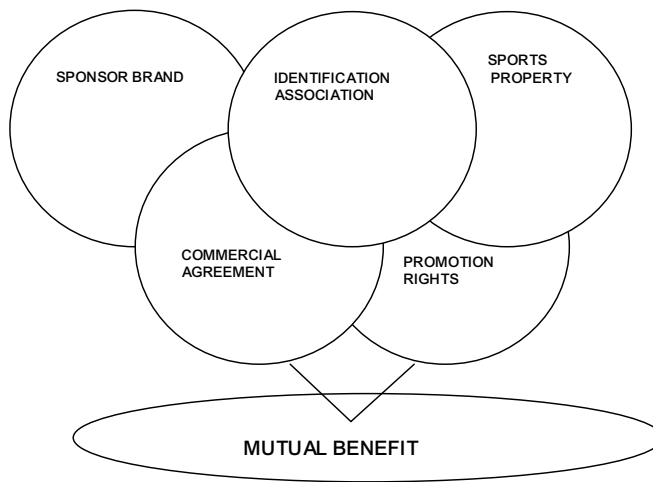 SPONSOR BRAND
IDENTIFICATION
ASSOCIATION
SPORTS
PROPERTY
COMMERCIAL
AGREEMENT
PROMOTION
RIGHTS
MUTUAL BENEFIT